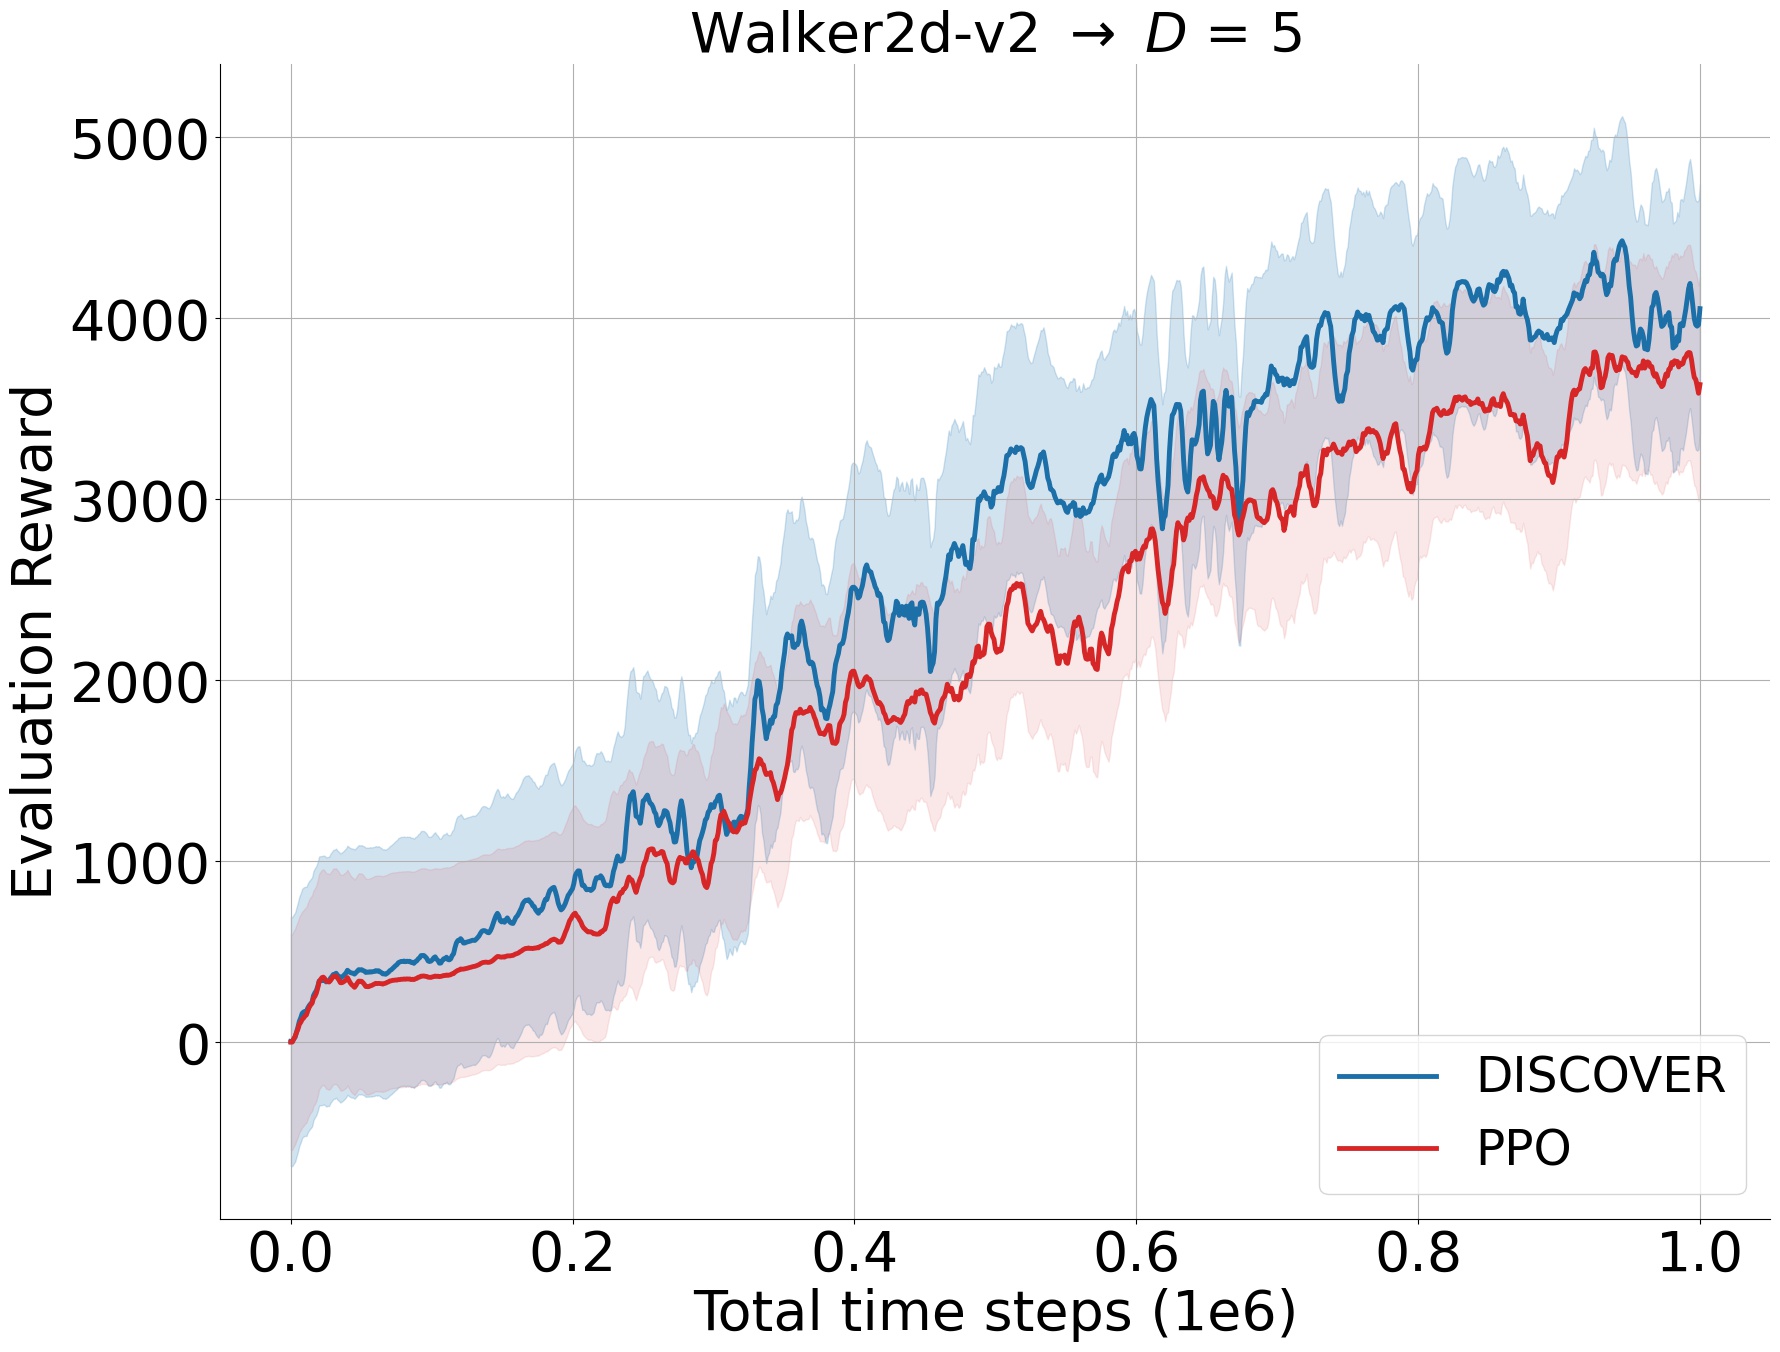 Walker2d-v2 → D = 5
Evaluation Reward
5000
4000
3000
2000
1000
0
0.0 0.2 0.4 0.6 0.8 1.0
Total time steps (1e6)
DISCOVER
PPO